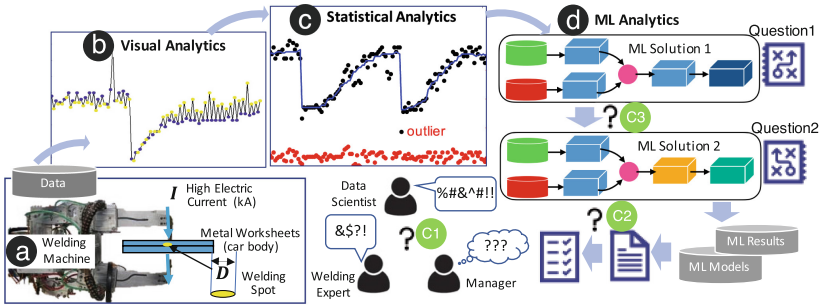 b Visual Analytics
c Statistical Analytics
outlier
d ML Analytics
Question1
ML Solution 1
? C3
Question2
ML Solution 2
Data
a Welding
Machine
I High Electric
Current (kA)
Metal Worksheets
(car body)
D
Welding
Spot
Data
Scientist
%#&^#!!
&$?!
? C1
???
Welding
Expert
Manager
? C2
ML Results
ML Models